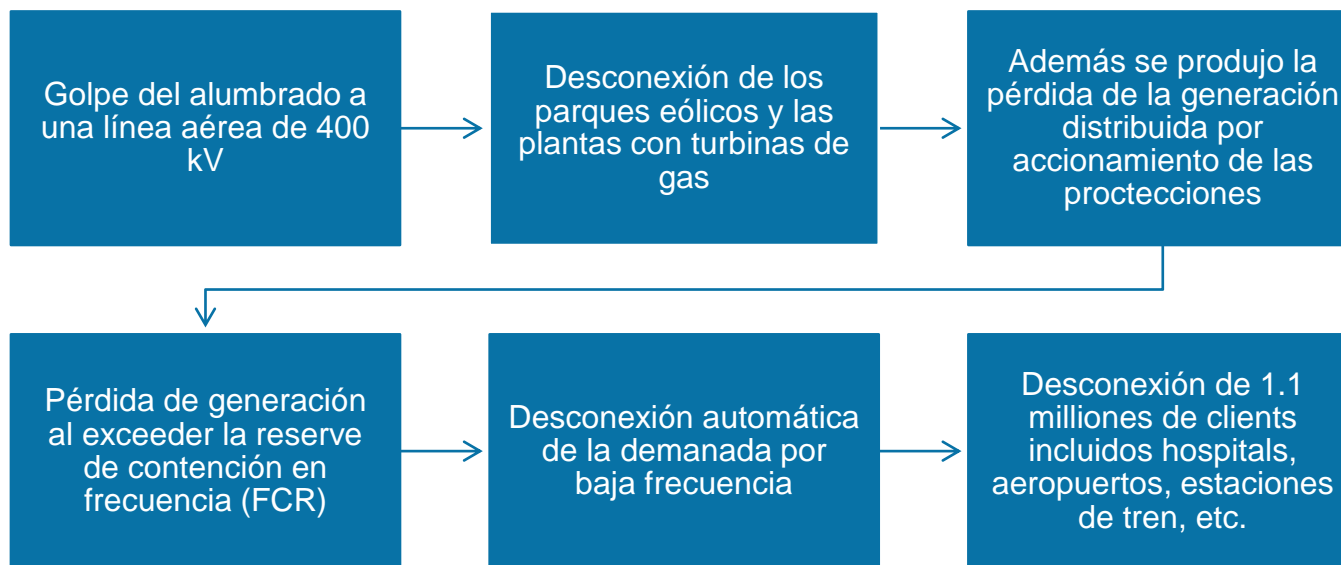 Golpe del alumbrado a
una línea aérea de 400
kV
Desconexión de los
parques eólicos y las
plantas con turbinas de
gas
Además se produjo la
pérdida de la generación
distribuida por
accionamiento de las
proctecciones
Pérdida de generación
al exceeder la reserve
de contención en
frecuencia (FCR)
Desconexión automática
de la demanada por
baja frecuencia
Desconexión de 1.1
milliones de clients
incluidos hospitals,
aeropuertos, estaciones
de tren, etc.